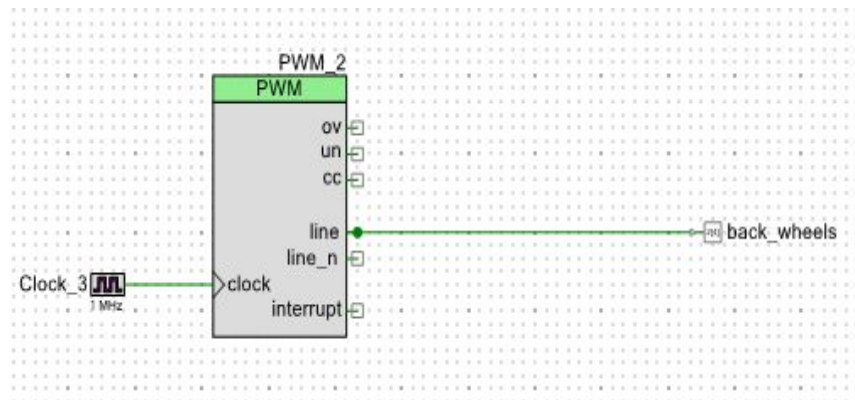 PWM_2
PWM
ov
un
cc
line
back_wheels
line_n
Clock_3
clock
1 MHz
interrupt